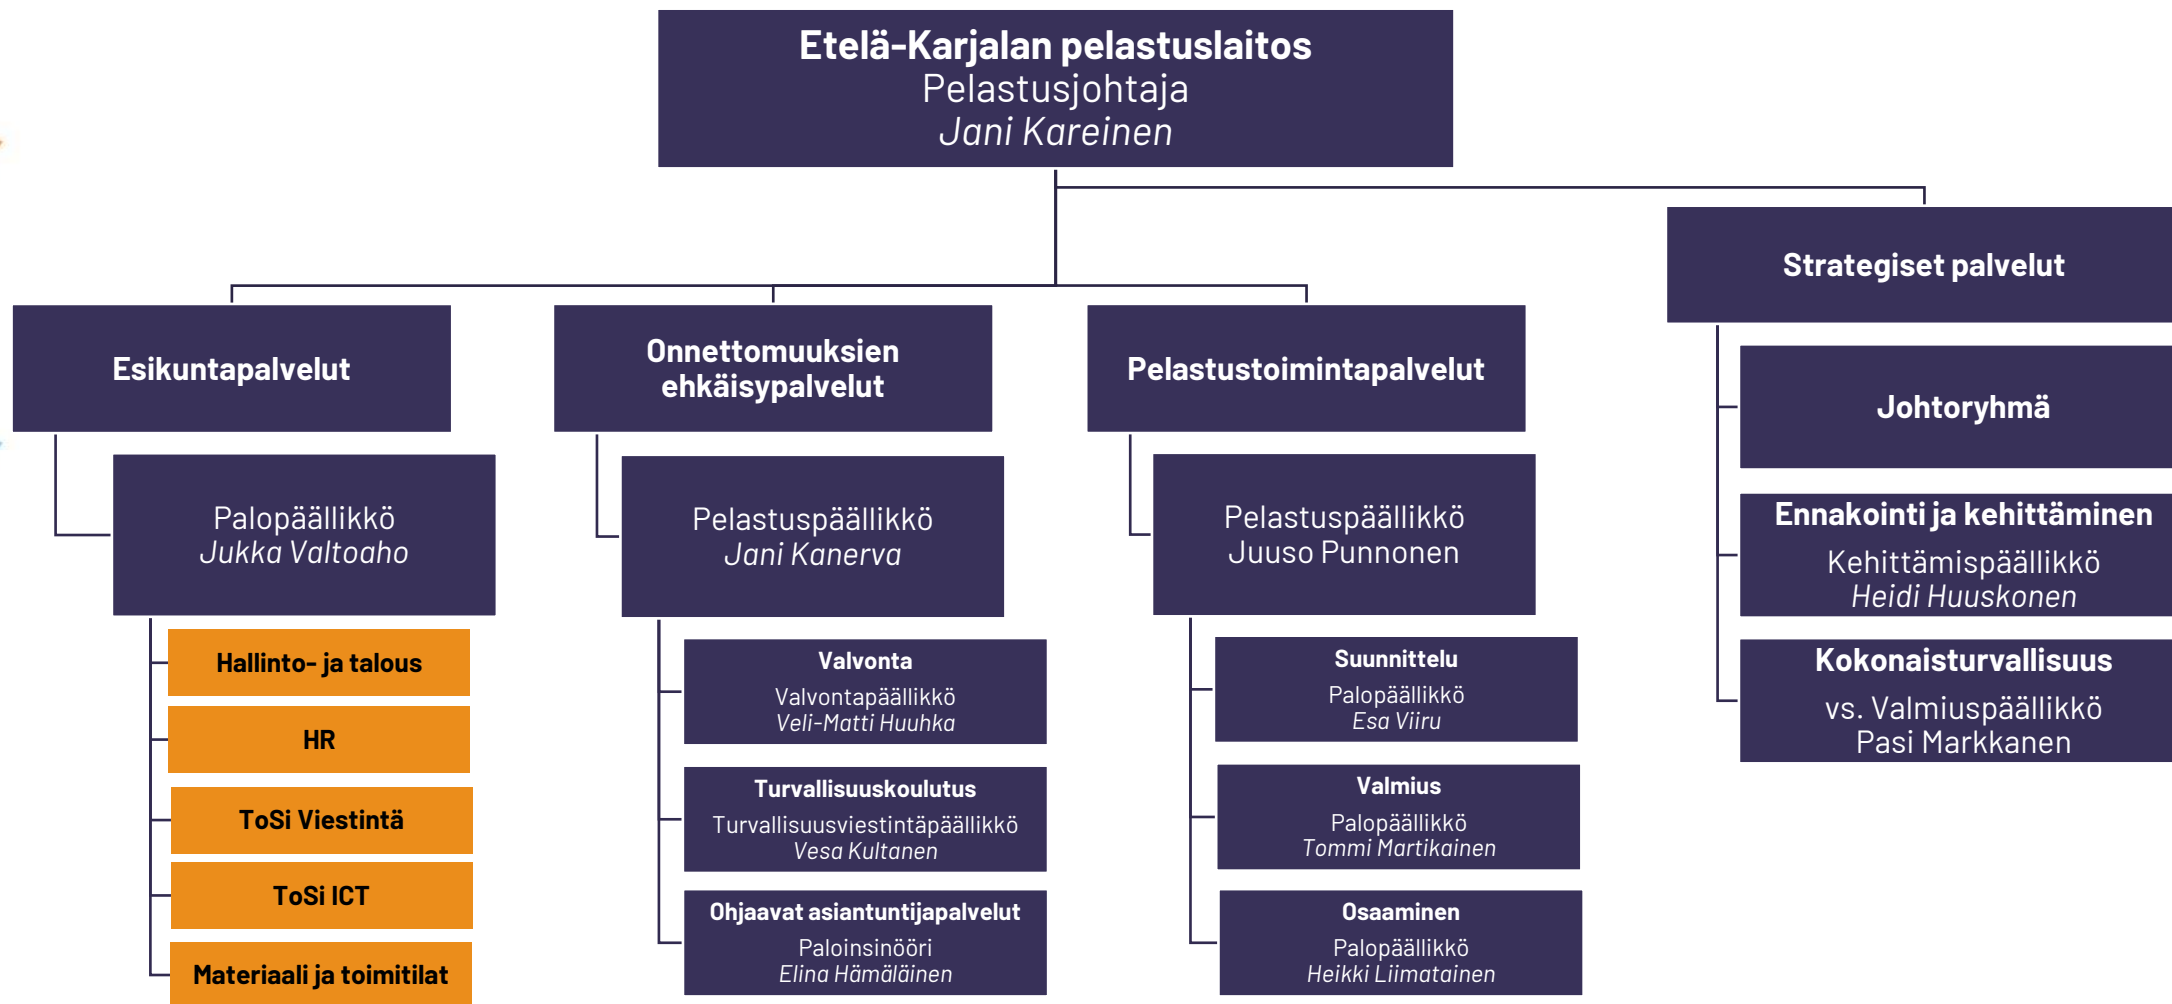 Etelä-Karjalan pelastuslaitos
Pelastusjohtaja
Jani Kareinen
Strategiset palvelut
Esikuntapalvelut
Onnettomuuksien
ehkäisypalvelut
Pelastustoimintapalvelut
Johtoryhmä
Palopäällikkö
Jukka Valtoaho
Pelastuspäällikkö
Jani Kanerva
Pelastuspäällikkö
Juuso Punnonen
Ennakointi ja kehittäminen
Kehittämispäällikkö
Heidi Huuskonen
Hallinto- ja talous
HR
ToSi Viestintä
ToSi ICT
Materiaali ja toimitilat
Valvonta
Valvontapäällikkö
Veli-Matti Huuhka
Turvallisuuskoulutus
Turvallisuusviestintäpäällikkö
Vesa Kultanen
Ohjaavat asiantuntijapalvelut
Paloinsinööri
Elina Hämäläinen
Suunnittelu
Palopäällikkö
Esa Viiru
Valmius
Palopäällikkö
Tommi Martikainen
Osaaminen
Palopäällikkö
Heikki Liimatainen
Kokonaisturvallisuus
vs. Valmiuspäällikkö
Pasi Markkanen